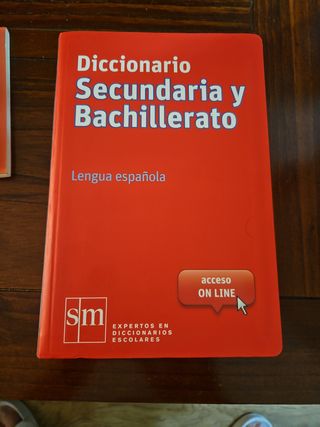 Diccionario
Secundaria y
Bachillerato
Lengua española
acceso
ON LINE
sm
EXPERTOS EN
DICCIONARIOS
ESCOLARES